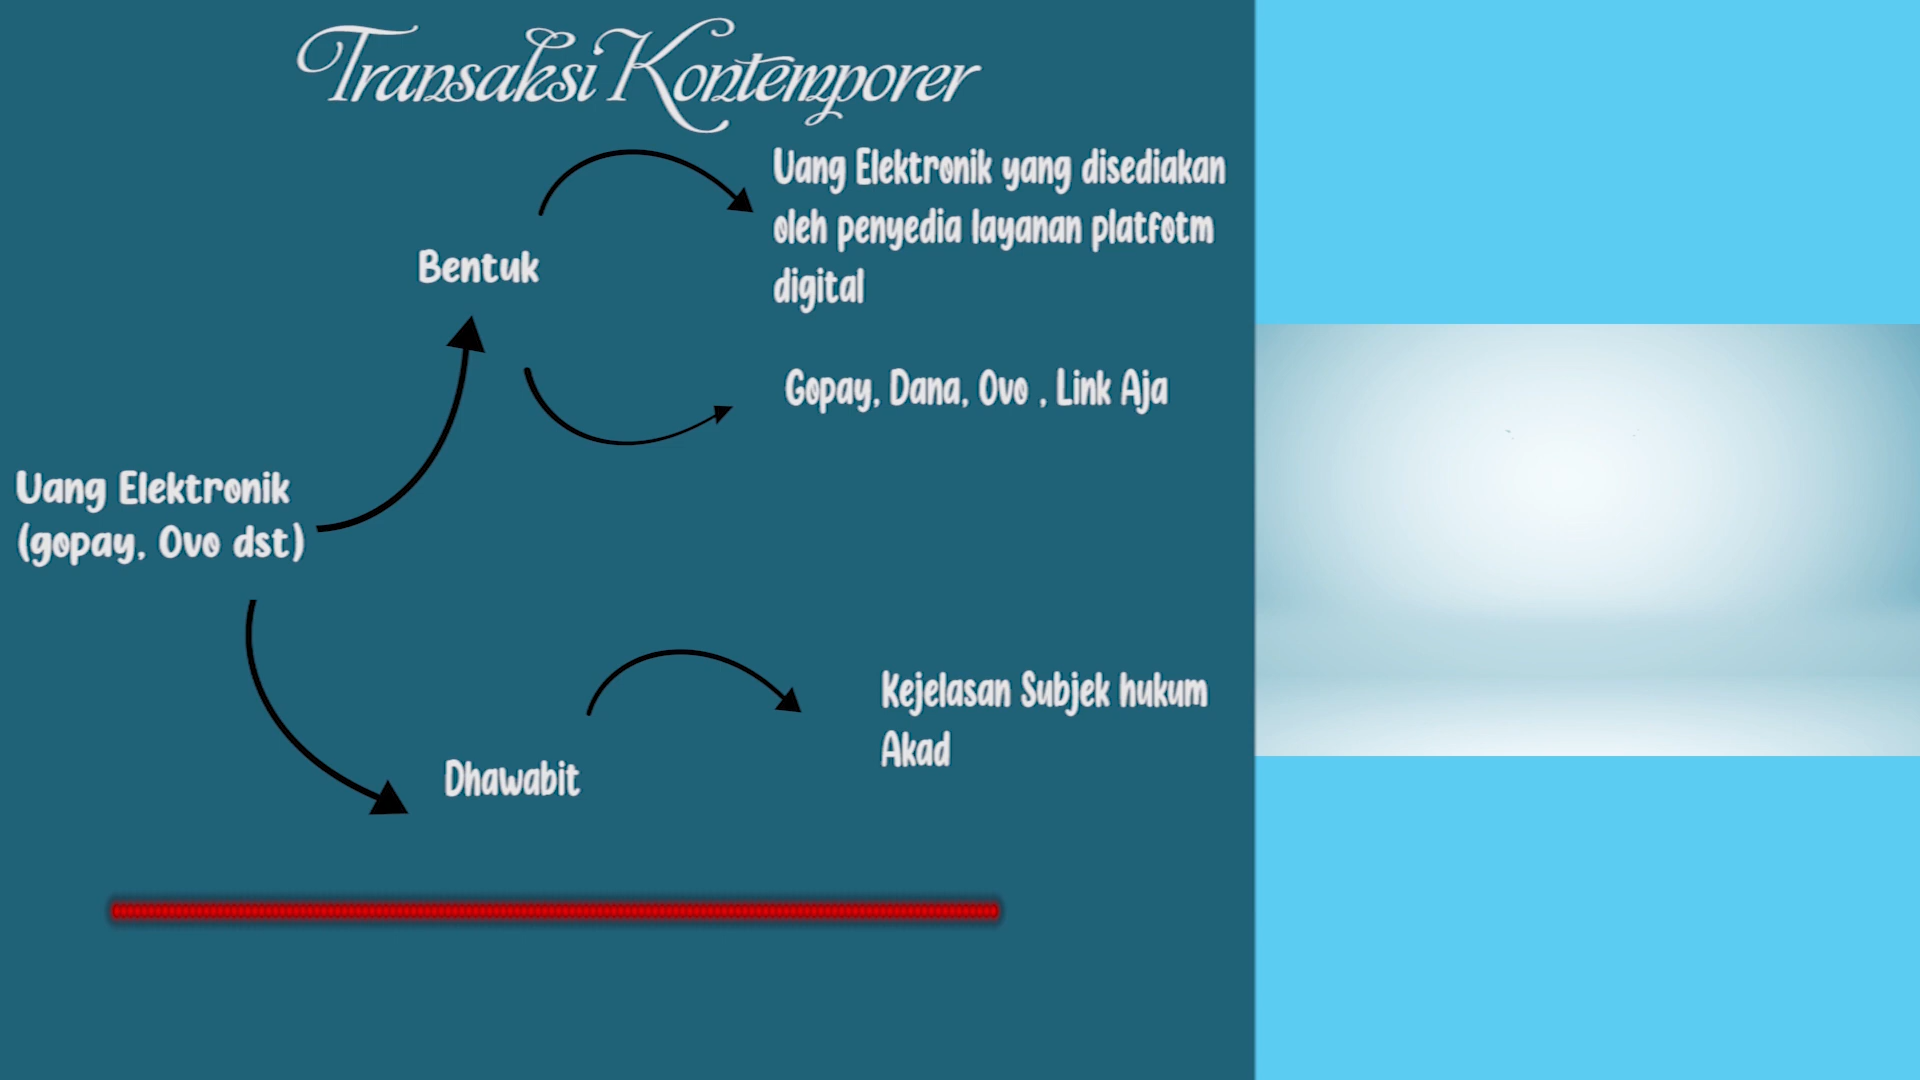 Transaksi Kontemporer
Uang Elektronik yang disediakan
oleh penyedia layanan platfotm
digital
Bentuk
Gopay, Dana, Ovo , Link Aja
Uang Elektronik
(gopay, Ovo dst)
Kejelasan Subjek hukum
Akad
Dhawabit